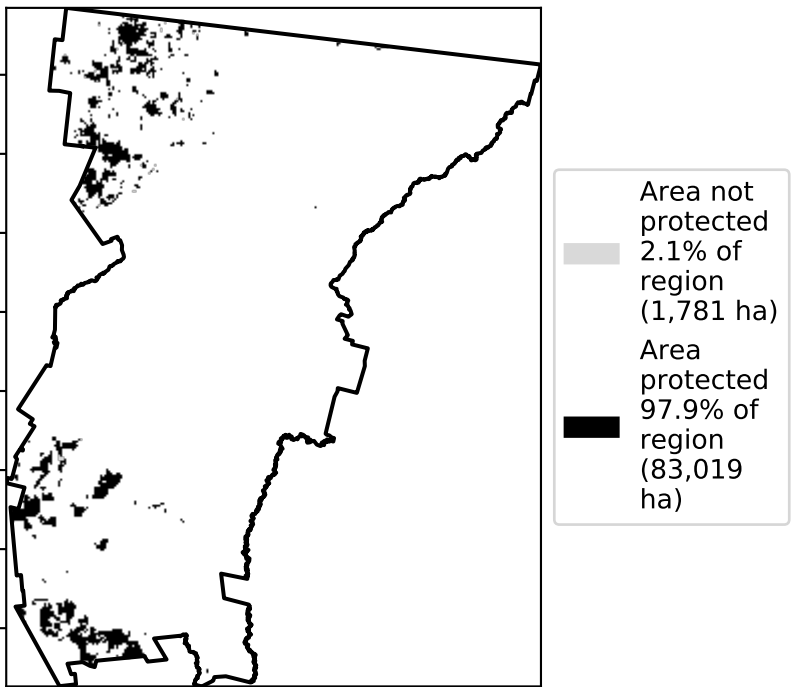 Area not
protected
2.1% of
region
(1,781 ha)
Area
protected
97.9% of
region
(83,019
ha)